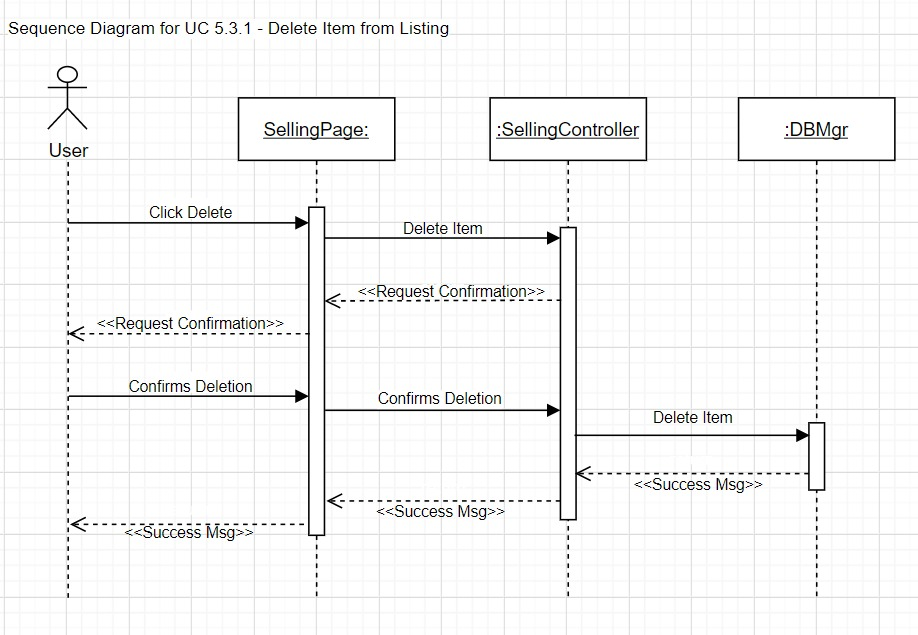 Sequence Diagram for UC 5.3.1 - Delete Item from Listing
User
SellingPage:
:SellingController
:DBMgr
Click Delete
Delete Item
<<Request Confirmation>>
<<Request Confirmation>>
Confirms Deletion
Confirms Deletion
Delete Item
<<Success Msg>>
<<Success Msg>>
<<Success Msg>>